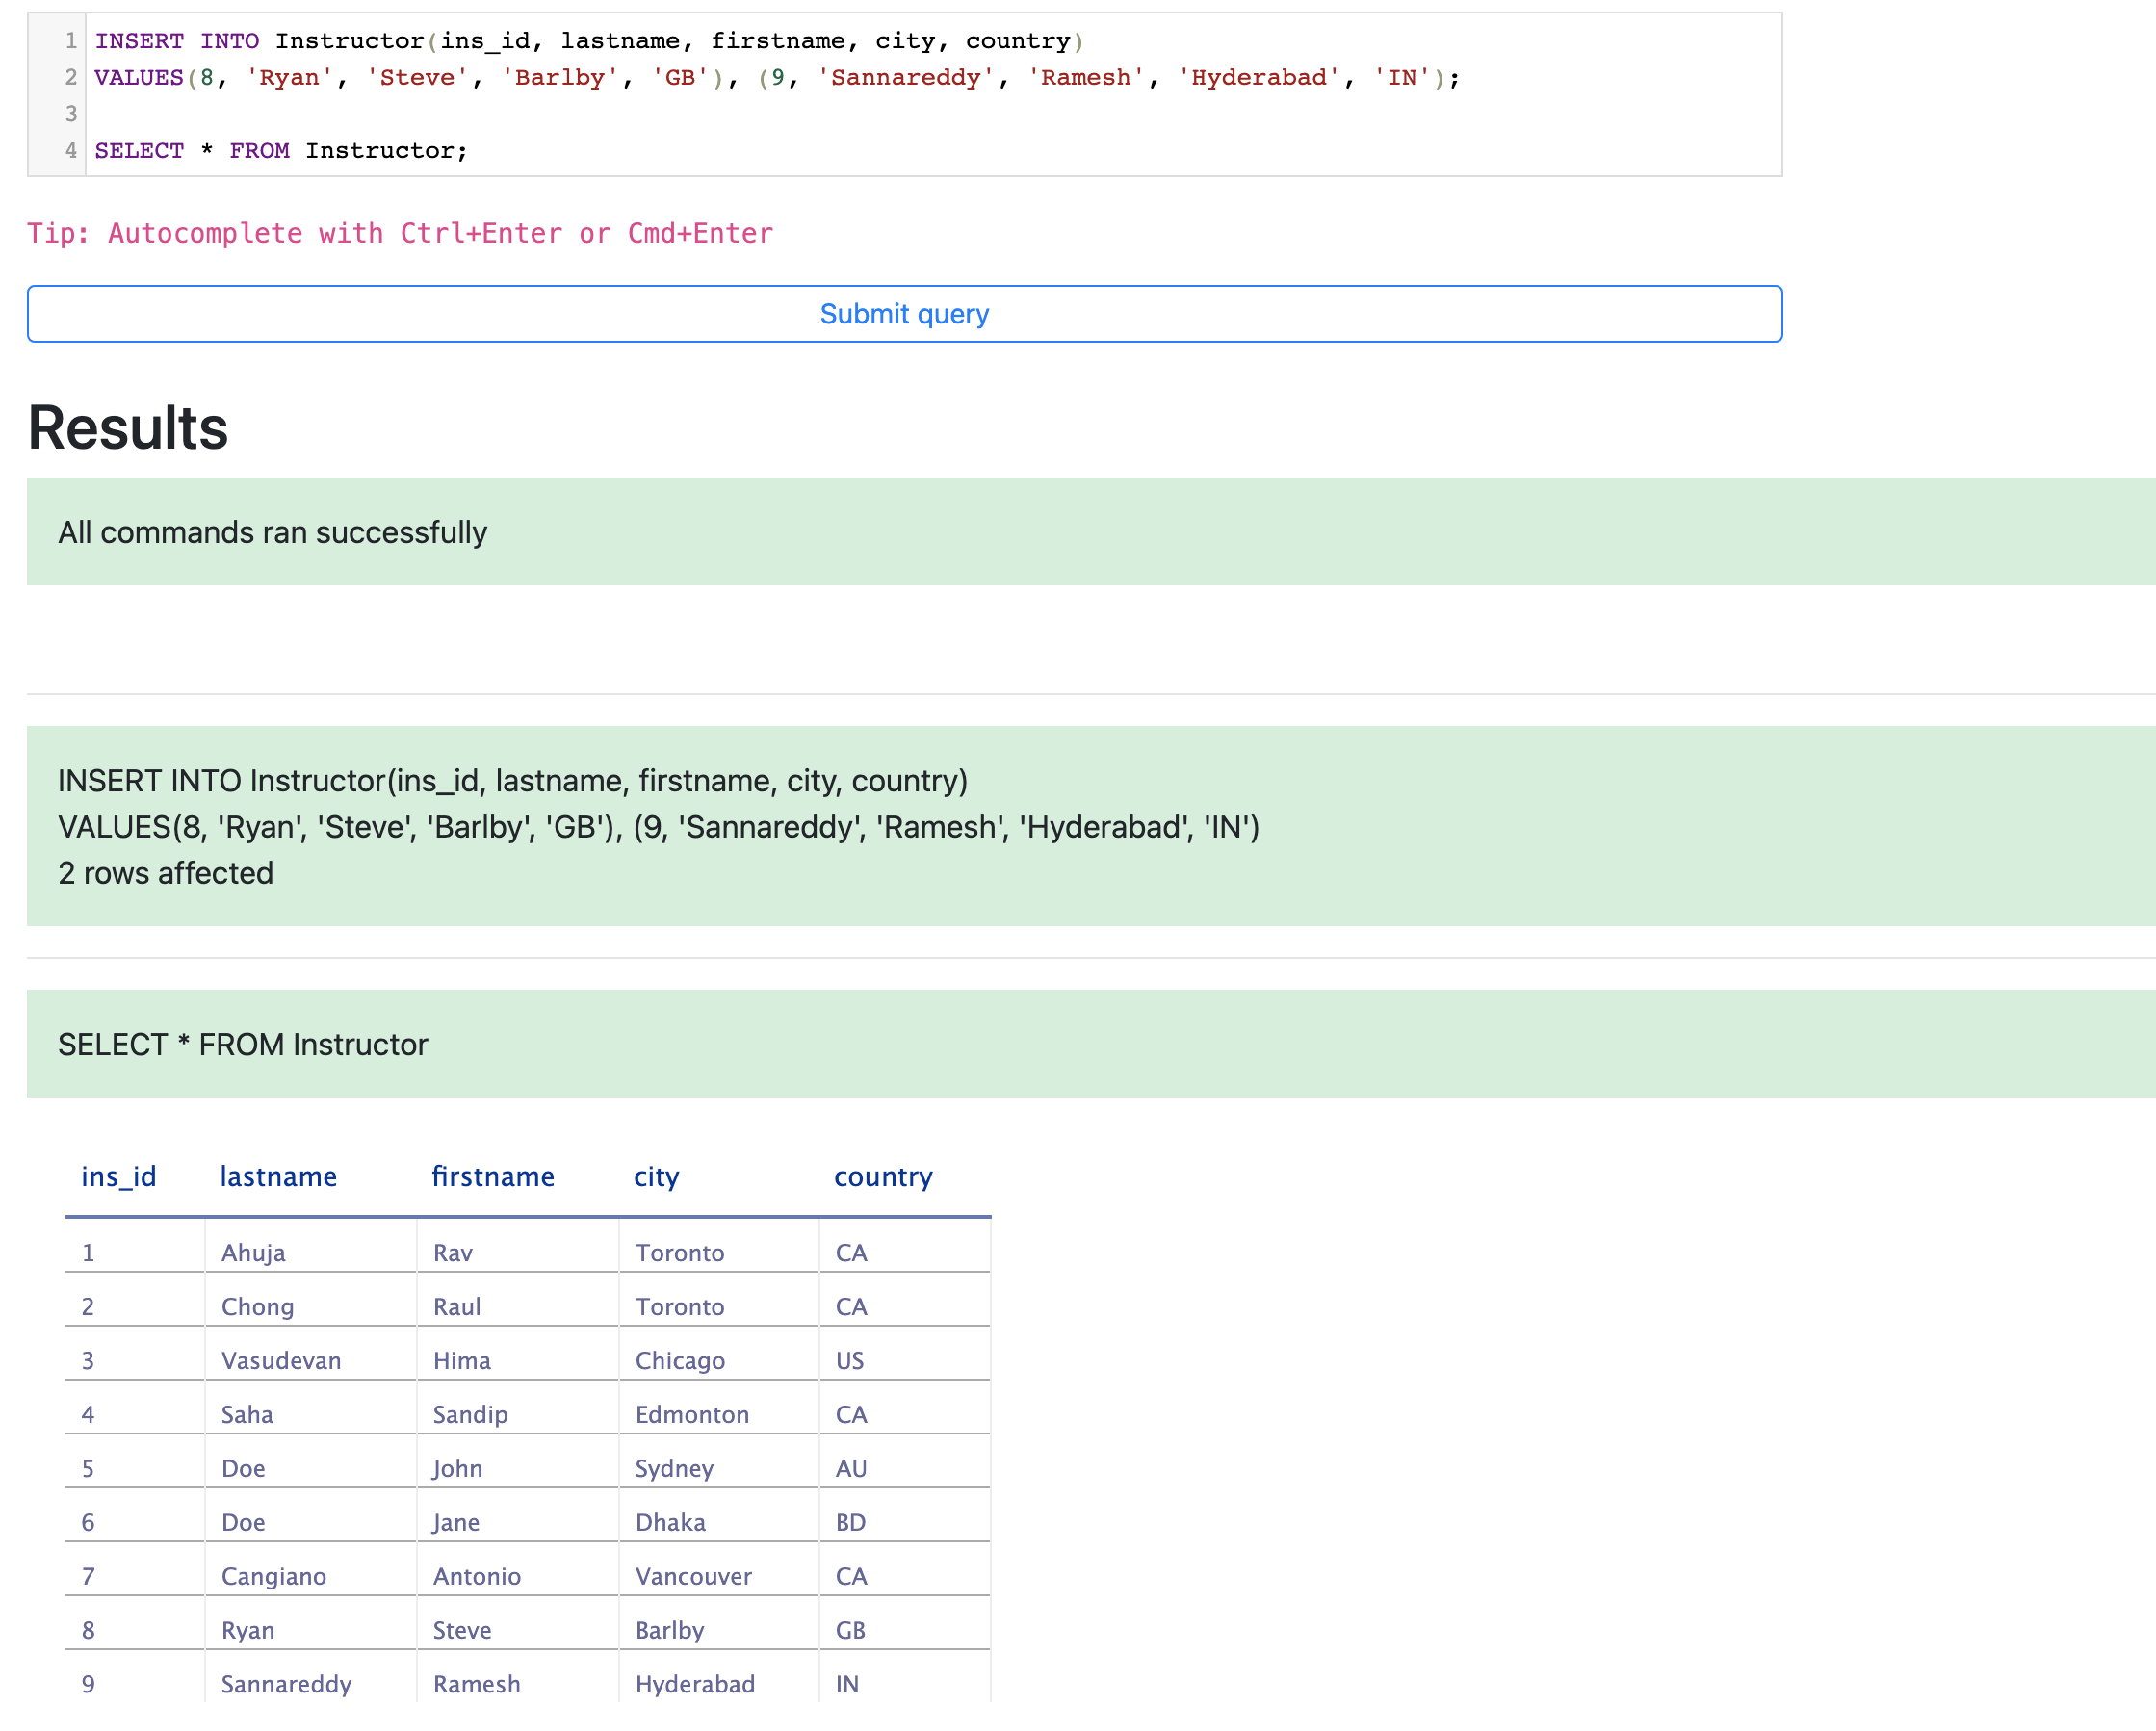 1 INSERT INTO Instructor(ins_id, lastname, firstname, city, country)
2 VALUES(8, 'Ryan', 'Steve', 'Barlby', 'GB'), (9, 'Sannareddy', 'Ramesh', 'Hyderabad', 'IN');
3
4 SELECT * FROM Instructor;
Tip: Autocomplete with Ctrl+Enter or Cmd+Enter
Submit query
Results
All commands ran successfully
INSERT INTO Instructor(ins_id, lastname, firstname, city, country)
VALUES(8, 'Ryan', 'Steve', 'Barlby', 'GB'), (9, 'Sannareddy', 'Ramesh', 'Hyderabad', 'IN')
2 rows affected
SELECT * FROM Instructor
ins_id lastname firstname city country
1 Ahuja Rav Toronto CA
2 Chong Raul Toronto CA
3 Vasudevan Hima Chicago US
4 Saha Sandip Edmonton CA
5 Doe John Sydney AU
6 Doe Jane Dhaka BD
7 Cangiano Antonio Vancouver CA
8 Ryan Steve Barlby GB
9 Sannareddy Ramesh Hyderabad IN